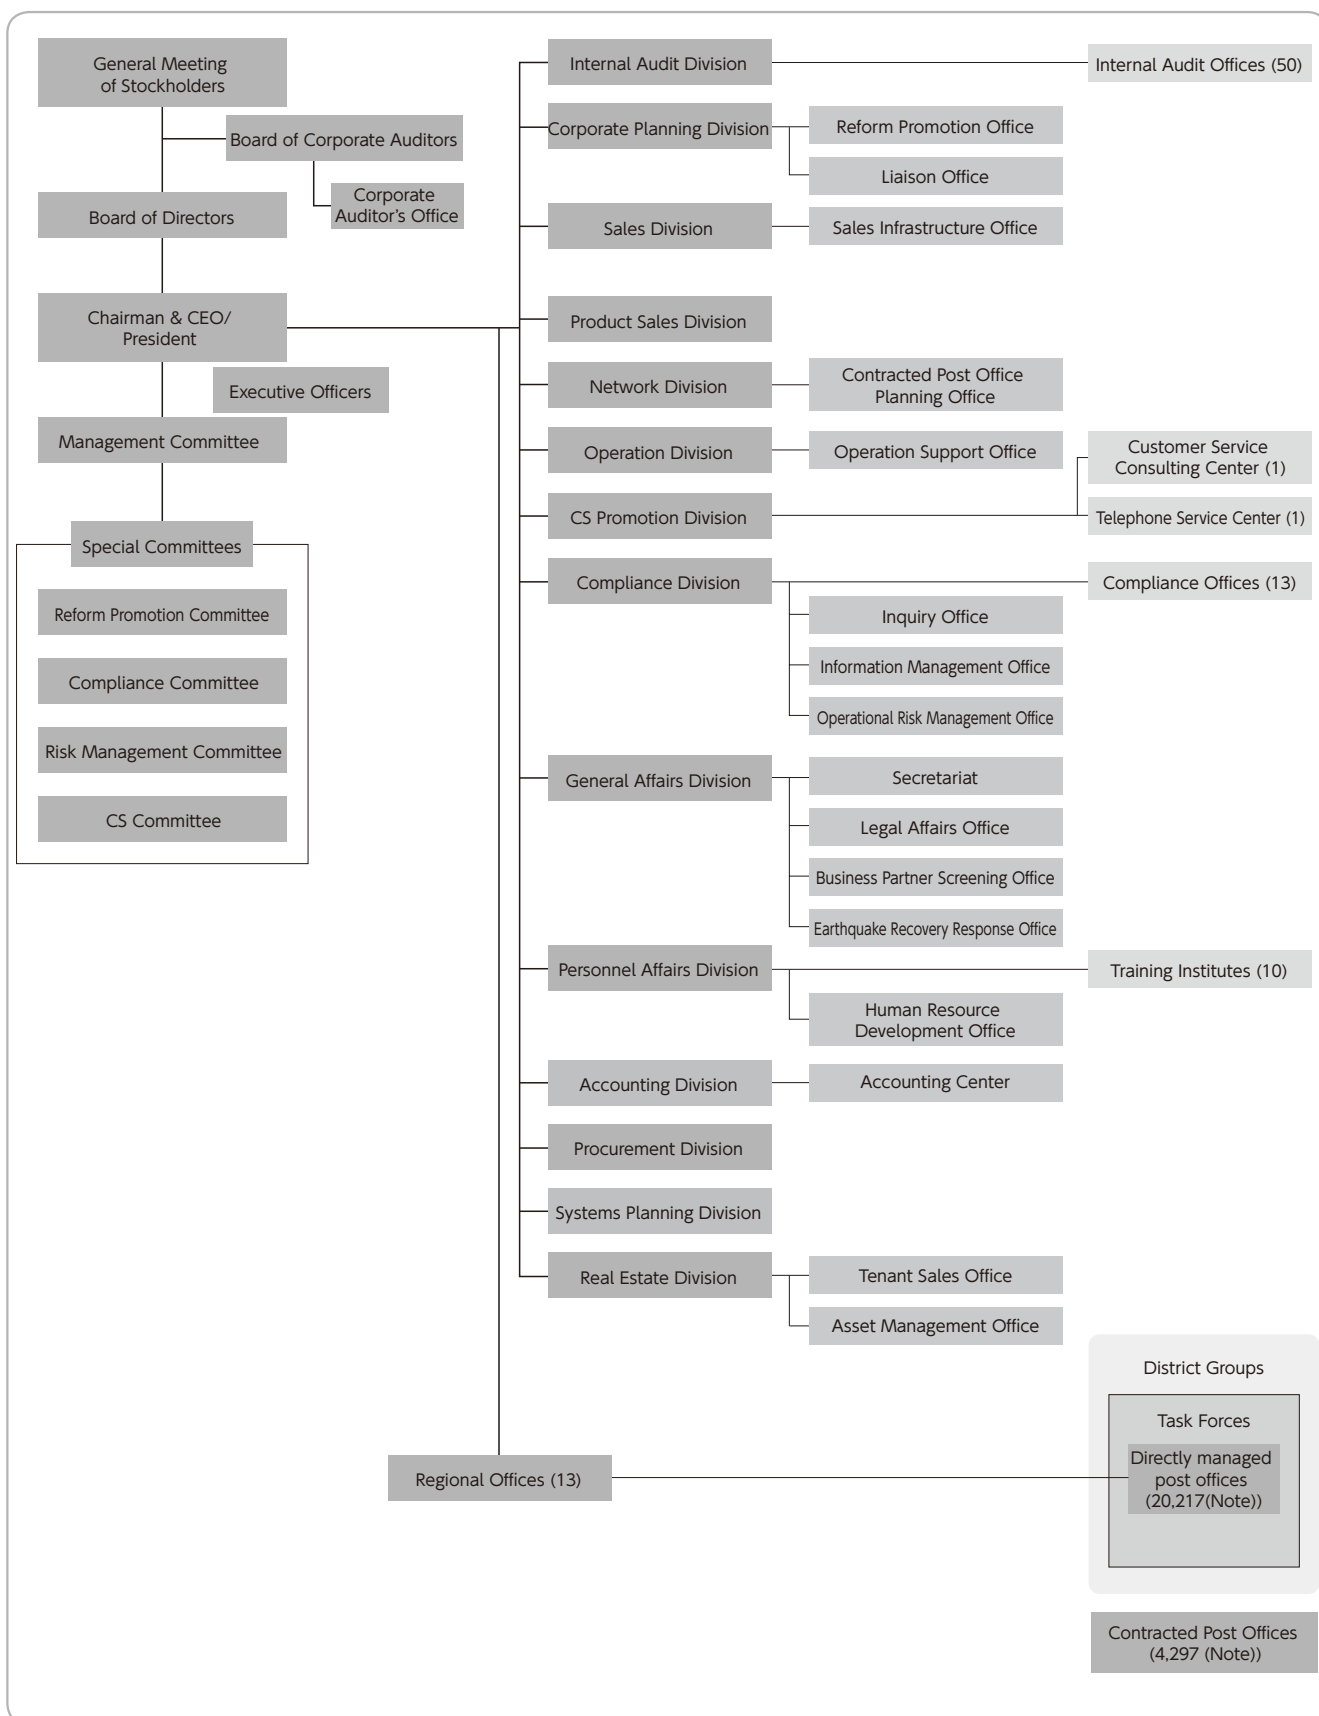 General Meeting
of Stockholders
Board of Corporate Auditors
Corporate
Auditor's Office
Board of Directors
Chairman & CEO/
President
Executive Officers
Management Committee
Special Committees
Reform Promotion Committee
Compliance Committee
Risk Management Committee
CS Committee
Internal Audit Division
Internal Audit Offices (50)
Corporate Planning Division
Reform Promotion Office
Liaison Office
Sales Division
Sales Infrastructure Office
Product Sales Division
Network Division
Contracted Post Office
Planning Office
Operation Division
Operation Support Office
Customer Service
Consulting Center (1)
CS Promotion Division
Telephone Service Center (1)
Compliance Division
Compliance Offices (13)
Inquiry Office
Information Management Office
Operational Risk Management Office
General Affairs Division
Secretariat
Legal Affairs Office
Business Partner Screening Office
Earthquake Recovery Response Office
Personnel Affairs Division
Training Institutes (10)
Human Resource
Development Office
Accounting Division
Accounting Center
Procurement Division
Systems Planning Division
Real Estate Division
Tenant Sales Office
Asset Management Office
Regional Offices (13)
District Groups
Task Forces
Directly managed
post offices
(20,217(Note))
Contracted Post Offices
(4,297 (Note))